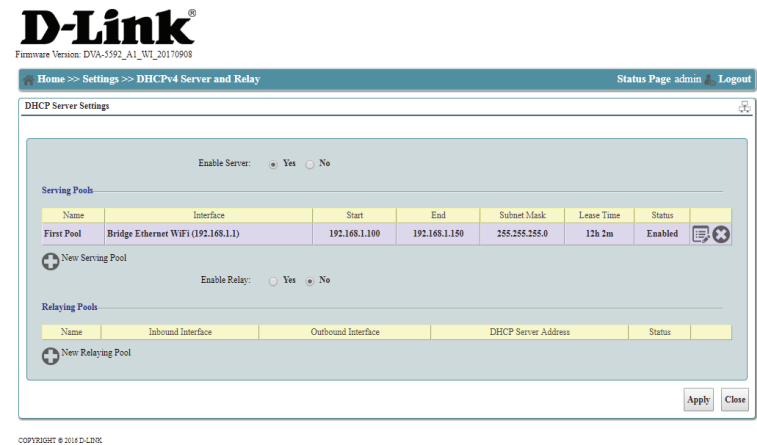 D-Link®
Firmware Version: DVA-5592_A1_WI_20170908
Home >> Settings >> DHCPv4 Server and Relay Status Page admin Logout
DHCP Server Settings
Enable Server: Yes No
Serving Pools
Name Interface Start End Subnet Mask Lease Time Status
First Pool Bridge Ethernet WiFi (192.168.1.1) 192.168.1.100 192.168.1.150 255.255.255.0 12h 2m Enabled
New Serving Pool
Enable Relay: Yes No
Relaying Pools
Name Inbound Interface Outbound Interface DHCP Server Address Status
New Relaying Pool
Apply Close
COPYRIGHT © 2016 D-LINK